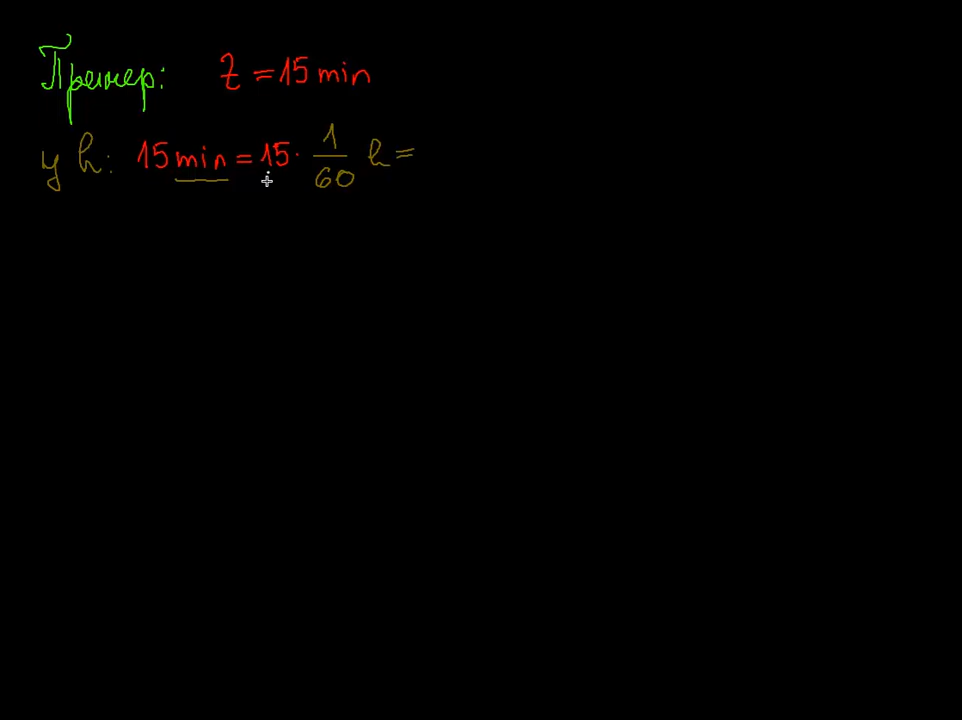 Пример: t = 15 min
у h: 15 min = 15 · 1/60 h =